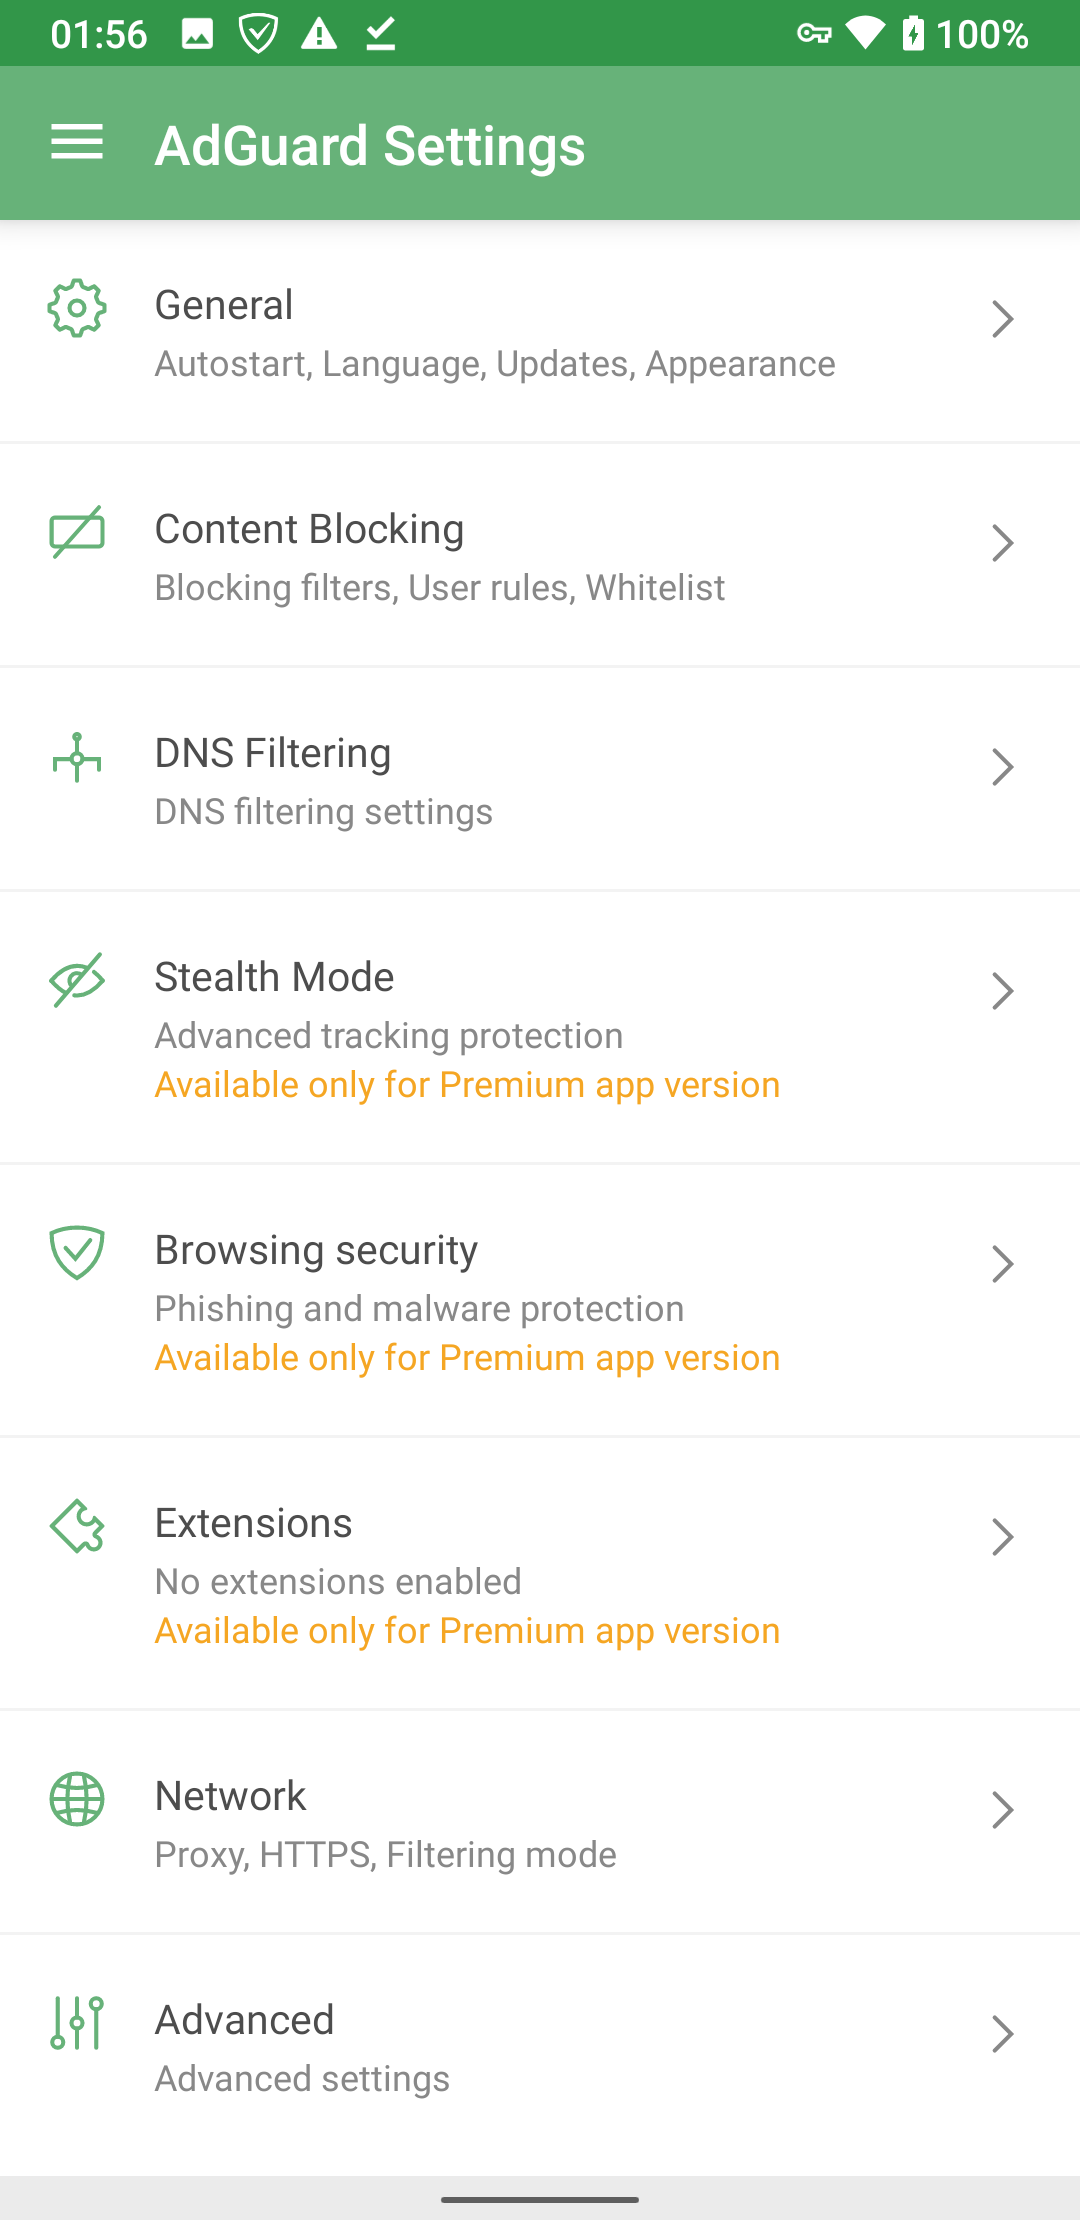 01:56 100%
AdGuard Settings
General
Autostart, Language, Updates, Appearance
Content Blocking
Blocking filters, User rules, Whitelist
DNS Filtering
DNS filtering settings
Stealth Mode
Advanced tracking protection
Available only for Premium app version
Browsing security
Phishing and malware protection
Available only for Premium app version
Extensions
No extensions enabled
Available only for Premium app version
Network
Proxy, HTTPS, Filtering mode
Advanced
Advanced settings